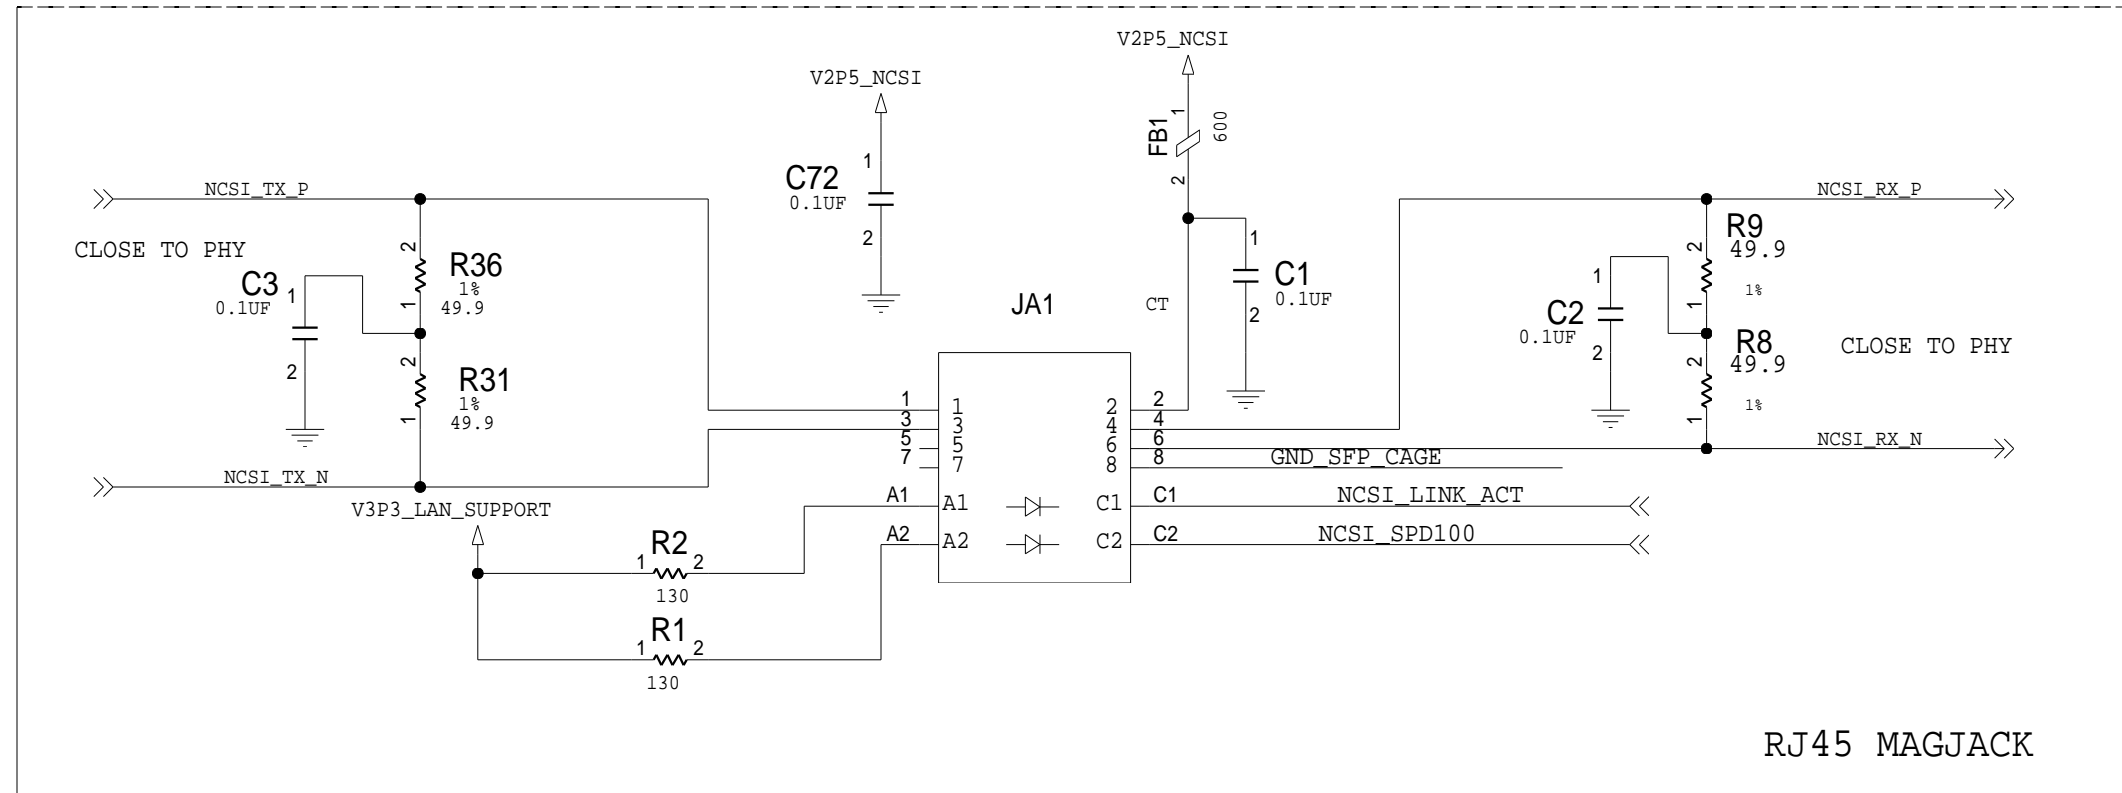 V2P5_NCSI
V2P5_NCSI
1
FB1
600
2
1
C72
0.1UF
2
NCSI_TX_P
NCSI_RX_P
CLOSE TO PHY
2
R36
1%
49.9
1
C3
0.1UF
1
2
2
R31
1%
49.9
1
NCSI_TX_N
1
C1
0.1UF
2
CT
JA1
2
R9
49.9
1%
1
1
C2
0.1UF
2
2
R8
49.9
1%
1
CLOSE TO PHY
NCSI_RX_N
1 1 2 2
3 3 4 4
5 5 6 6
7 7 8 8 GND_SFP_CAGE
A1 A1 C1 C1 NCSI_LINK_ACT
A2 A2 C2 C2 NCSI_SPD100
V3P3_LAN_SUPPORT
R2
1 2
130
R1
1 2
130
RJ45 MAGJACK